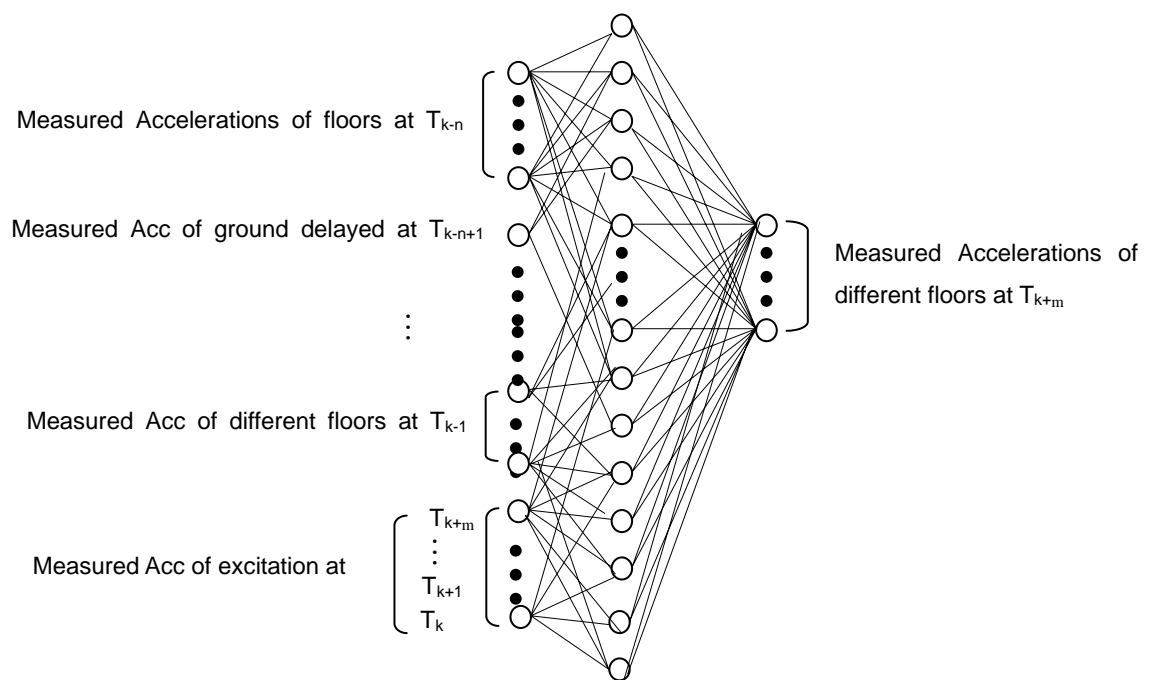 Measured Accelerations of floors at Tk-n
Measured Acc of ground delayed at Tk-n+1
⋮
Measured Acc of different floors at Tk-1
Tk+m
⋮
Measured Acc of excitation at
Tk+1
Tk
Measured Accelerations of
different floors at Tk+m